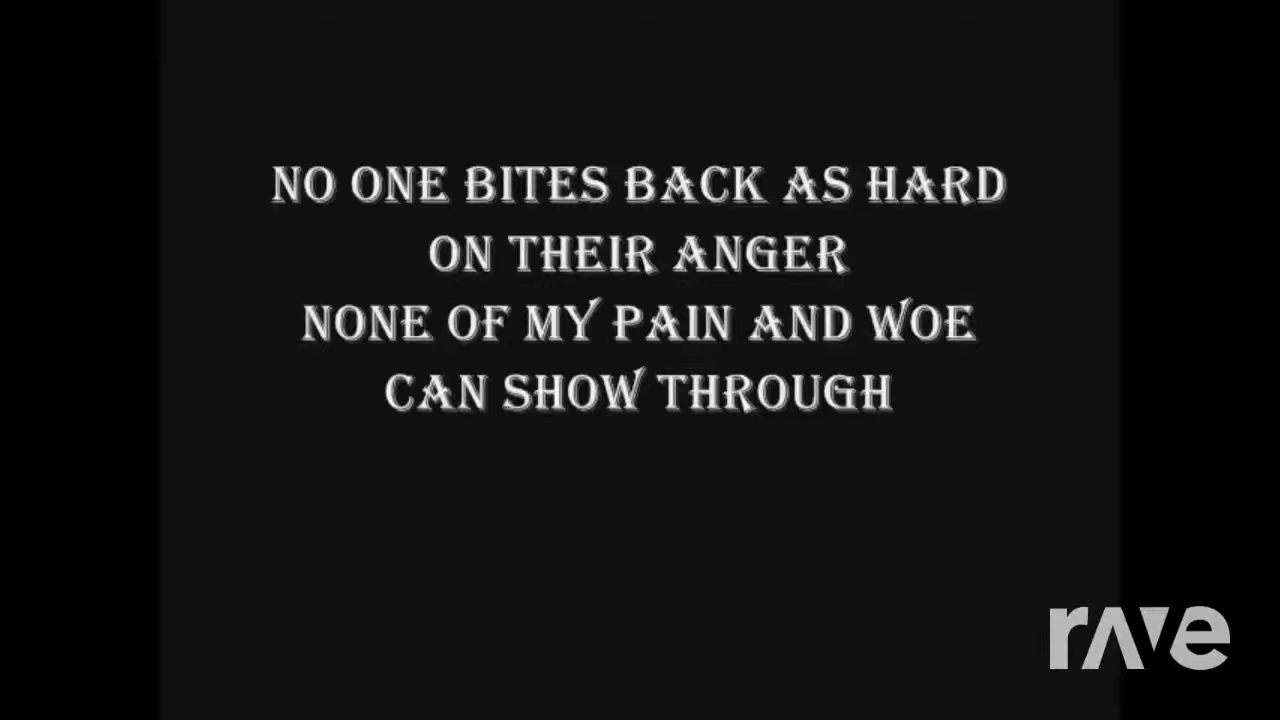 NO ONE BITES BACK AS HARD
ON THEIR ANGER
NONE OF MY PAIN AND WOE
CAN SHOW THROUGH
rave